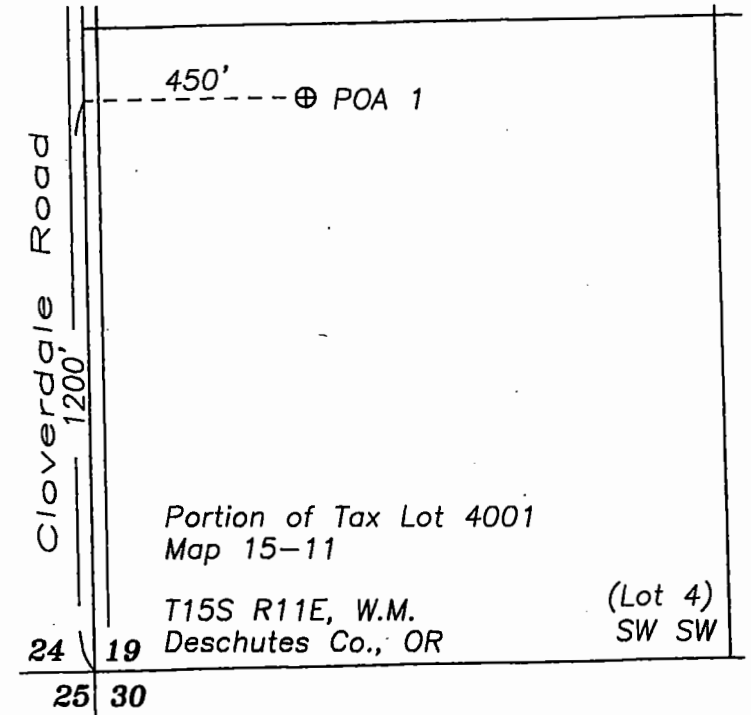 450'
⊕ POA 1
Cloverdale Road
1200'
Portion of Tax Lot 4001
Map 15-11
T15S R11E, W.M.
Deschutes Co., OR
(Lot 4)
SW SW
24 19
25 30